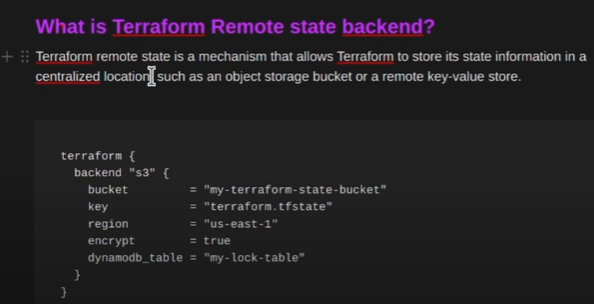 What is Terraform Remote state backend?
Terraform remote state is a mechanism that allows Terraform to store its state information in a
centralized location, such as an object storage bucket or a remote key-value store.
terraform {
backend "s3" {
bucket = "my-terraform-state-bucket"
key = "terraform.tfstate"
region = "us-east-1"
encrypt = true
dynamodb_table = "my-lock-table"
}
}